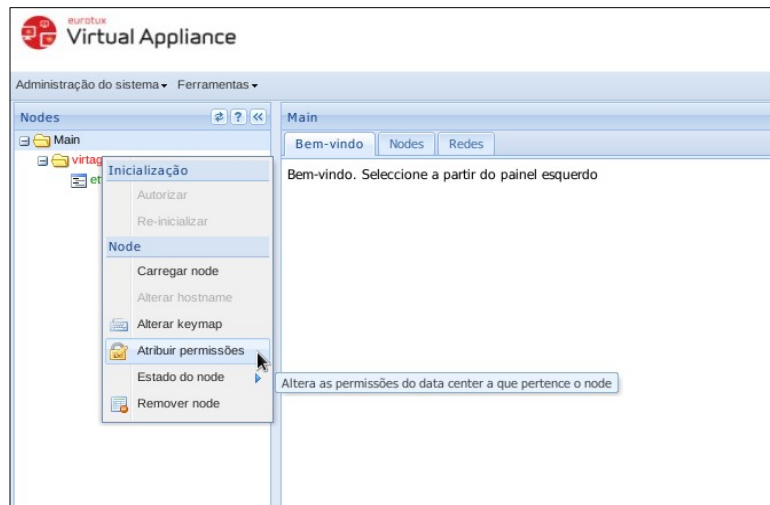 eurotux
Virtual Appliance
Administração do sistema Ferramentas
Nodes
Main
virtag
et
Inicialização
Autorizar
Re-inicializar
Node
Carregar node
Alterar hostname
Alterar keymap
Atribuir permissões
Estado do node
Remover node
Altera as permissões do data center a que pertence o node
Main
Bem-vindo Nodes Redes
Bem-vindo. Seleccione a partir do painel esquerdo